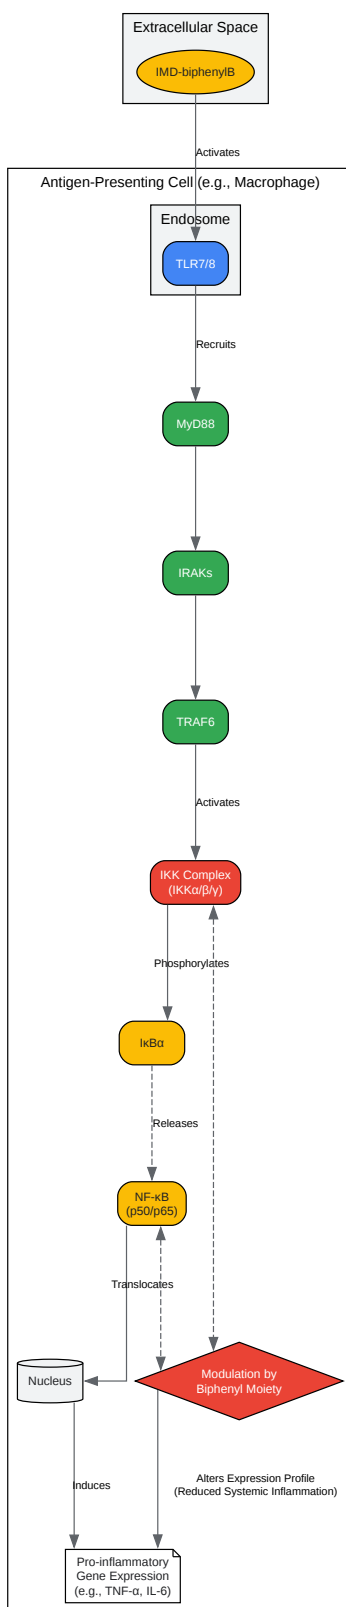 Extracellular Space
IMD-biphenylB
Activates
Antigen-Presenting Cell (e.g., Macrophage)
Endosome
TLR7/8
Recruits
MyD88
IRAKs
TRAF6
Activates
IKK Complex
(IKKα/β/γ)
Phosphorylates
IκBα
Releases
NF-κB
(p50/p65)
Translocates
Nucleus
Modulation by
Biphenyl Moiety
Induces
Alters Expression Profile
(Reduced Systemic Inflammation)
Pro-inflammatory
Gene Expression
(e.g., TNF-α, IL-6)